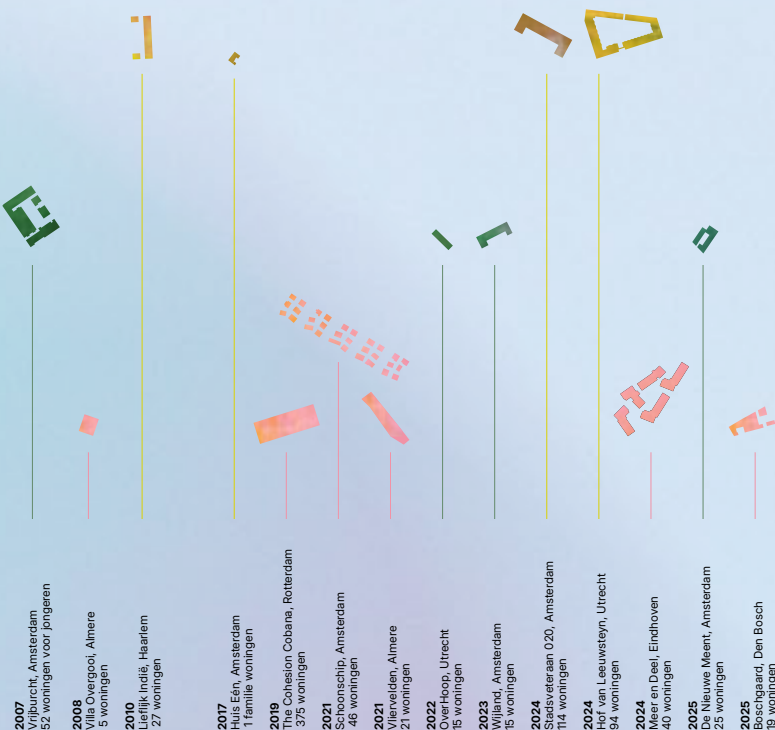 2007
Vrijburcht, Amsterdam
52 woningen voor jongeren
2008
Villa Overgooi, Almere
5 woningen
2010
Lieflijk Indië, Haarlem
27 woningen
2017
Huis Eén, Amsterdam
1 familie woningen
2019
The Cohesion Cobana, Rotterdam
375 woningen
2021
Schoonschip, Amsterdam
46 woningen
2021
Vliervelden, Almere
21 woningen
2022
OverHoop, Utrecht
15 woningen
2023
Wijland, Amsterdam
15 woningen
2024
Stadsveteraan 020, Amsterdam
114 woningen
2024
Hof van Leeuwsteyn, Utrecht
94 woningen
2024
Meer en Deel, Eindhoven
40 woningen
2025
De Nieuwe Meent, Amsterdam
25 woningen
2025
Boschgaard, Den Bosch
19 woningen